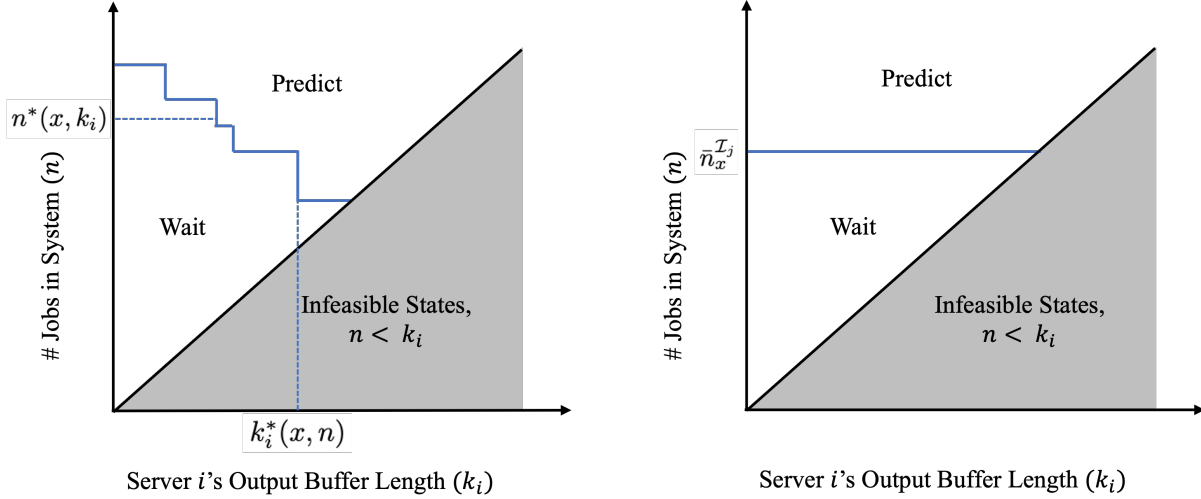 Predict
n*(x, k_i)
# Jobs in System (n)
Wait
Infeasible States,
n < k_i
k_i^*(x, n)
Server i's Output Buffer Length (k_i)
Predict
n̄_x^{I_j}
# Jobs in System (n)
Wait
Infeasible States,
n < k_i
Server i's Output Buffer Length (k_i)